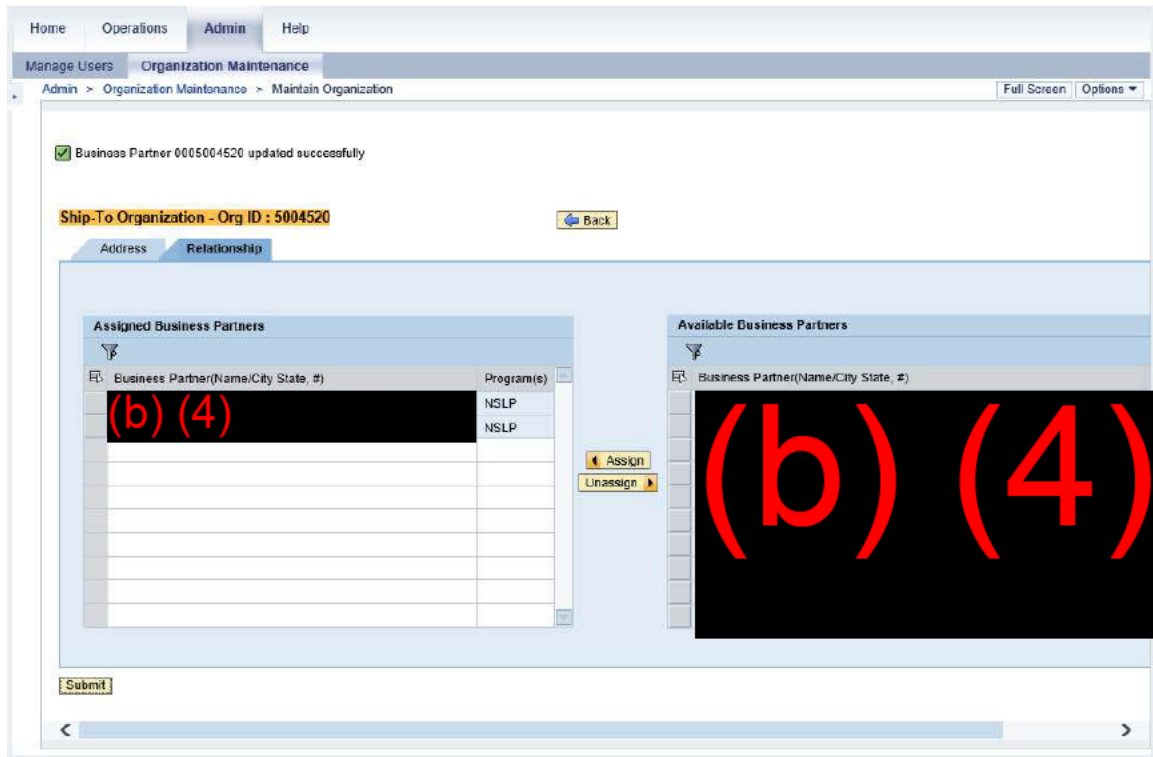 Home Operations Admin Help
Manage Users Organization Maintenance
Admin > Organization Maintenance > Maintain Organization Full Screen Options
Business Partner 0005004520 updated successfully
Ship-To Organization - Org ID : 5004520 Back
Address Relationship
Assigned Business Partners Available Business Partners
Business Partner(Name/City State, #) Program(s) Business Partner(Name/City State, #)
(b) (4) NSLP (b) (4)
NSLP
Assign
Unassign
Submit